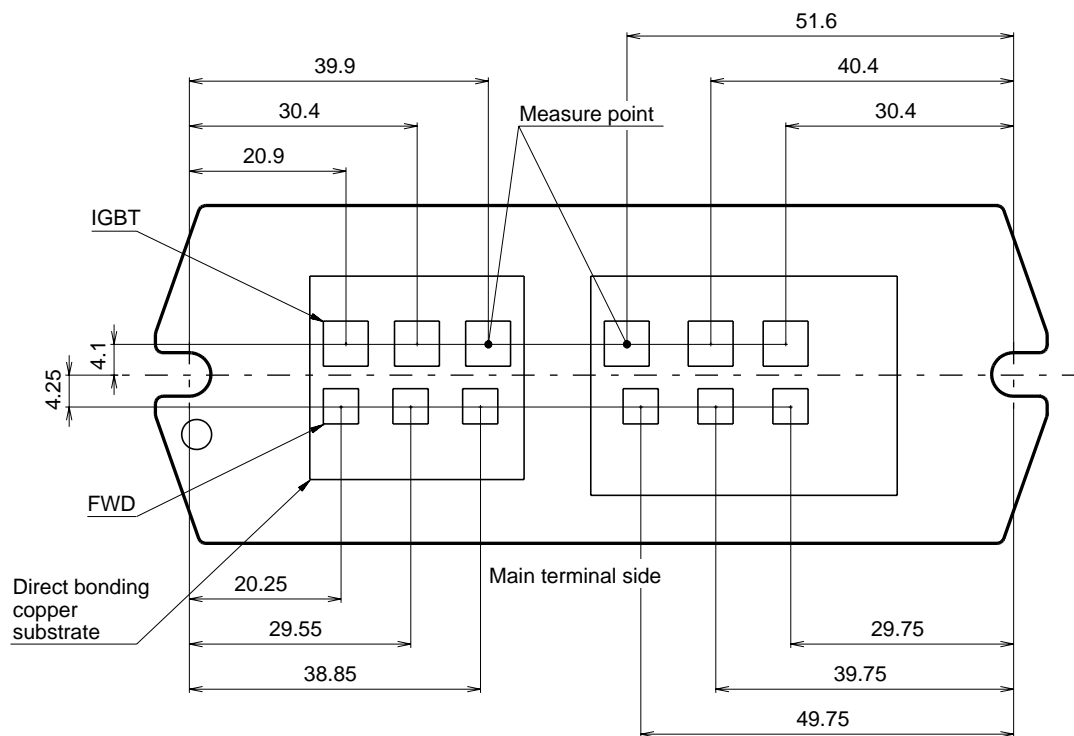 51.6
39.9
40.4
30.4
Measure point
30.4
20.9
IGBT
4.1
4.25
FWD
Main terminal side
Direct bonding
copper
substrate
20.25
29.55
29.75
38.85
39.75
49.75